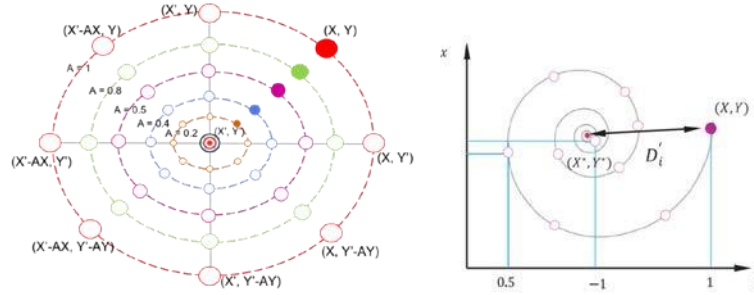 (X', Y)
(X'-AX, Y)
(X, Y)
A = 1
A = 0.8
A = 0.5
A = 0.4
A = 0.2
(X', Y')
(X'-AX, Y')
(X, Y')
(X'-AX, Y'-AY)
(X, Y'-AY)
(X', Y'-AY)
x
(X, Y)
(X*, Y*)
D'i
0.5
−1
1